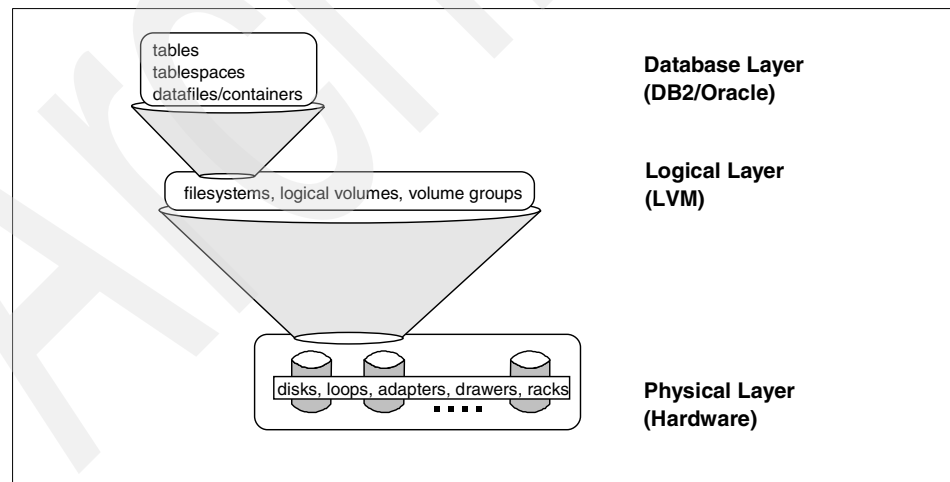 tables
tablespaces
datafiles/containers
Database Layer
(DB2/Oracle)
filesystems, logical volumes, volume groups
Logical Layer
(LVM)
disks, loops, adapters, drawers, racks
Physical Layer
(Hardware)